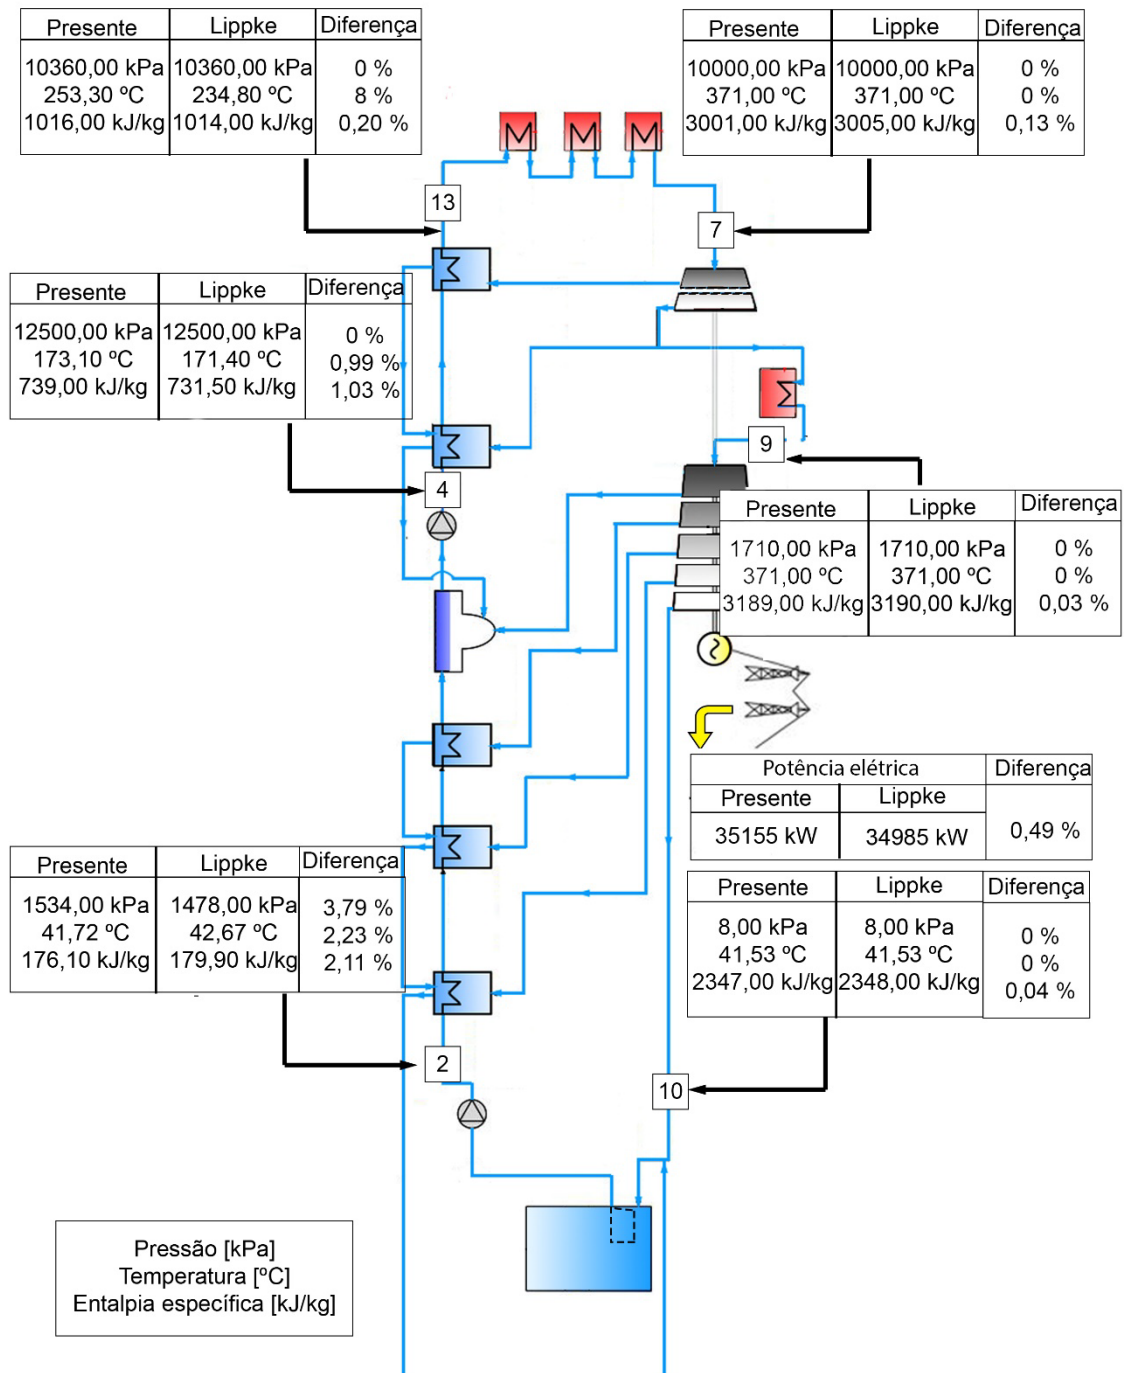 Presente Lippke Diferença
10360,00 kPa 10360,00 kPa 0 %
253,30 ºC 234,80 ºC 8 %
1016,00 kJ/kg 1014,00 kJ/kg 0,20 %
Presente Lippke Diferença
10000,00 kPa 10000,00 kPa 0 %
371,00 ºC 371,00 ºC 0 %
3001,00 kJ/kg 3005,00 kJ/kg 0,13 %
13
7
Presente Lippke Diferença
12500,00 kPa 12500,00 kPa 0 %
173,10 ºC 171,40 ºC 0,99 %
739,00 kJ/kg 731,50 kJ/kg 1,03 %
9
4
Presente Lippke Diferença
1710,00 kPa 1710,00 kPa 0 %
371,00 ºC 371,00 ºC 0 %
3189,00 kJ/kg 3190,00 kJ/kg 0,03 %
Potência elétrica Diferença
Presente Lippke
35155 kW 34985 kW 0,49 %
Presente Lippke Diferença
1534,00 kPa 1478,00 kPa 3,79 %
41,72 ºC 42,67 ºC 2,23 %
176,10 kJ/kg 179,90 kJ/kg 2,11 %
Presente Lippke Diferença
8,00 kPa 8,00 kPa 0 %
41,53 ºC 41,53 ºC 0 %
2347,00 kJ/kg 2348,00 kJ/kg 0,04 %
2
10
Pressão [kPa]
Temperatura [ºC]
Entalpia específica [kJ/kg]